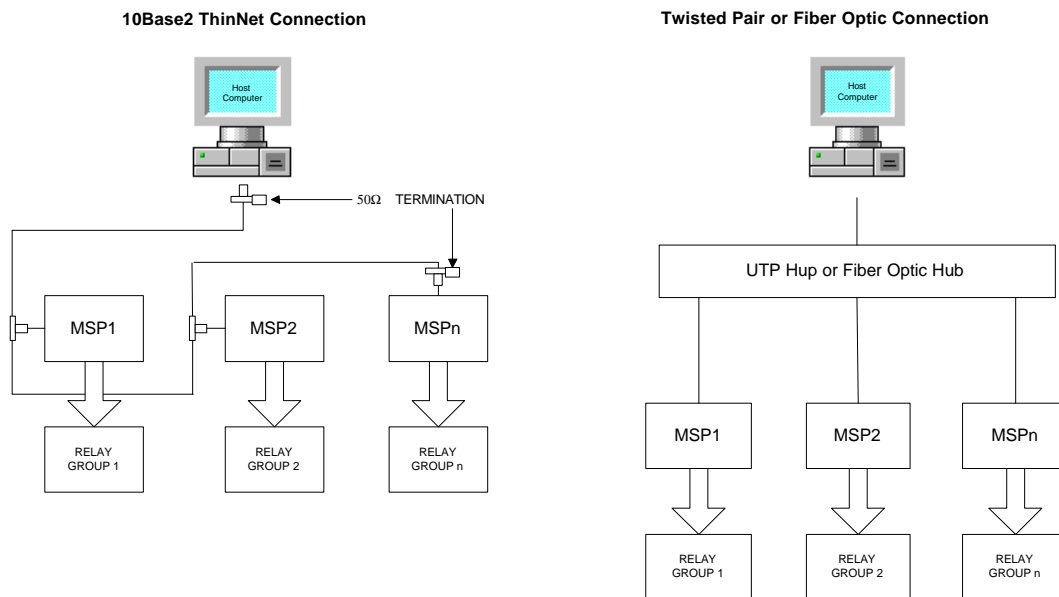 10Base2 ThinNet Connection
Host
Computer
50Ω TERMINATION
MSP1
MSP2
MSPn
RELAY
GROUP 1
RELAY
GROUP 2
RELAY
GROUP n
Twisted Pair or Fiber Optic Connection
Host
Computer
UTP Hup or Fiber Optic Hub
MSP1
MSP2
MSPn
RELAY
GROUP 1
RELAY
GROUP 2
RELAY
GROUP n